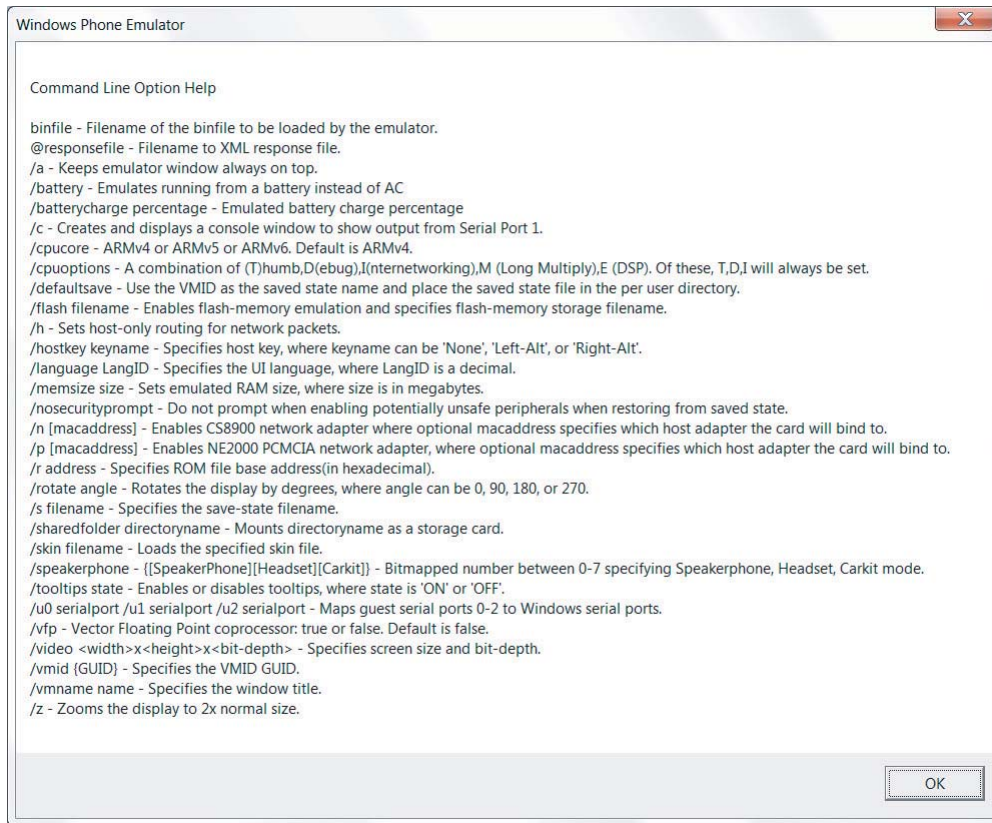 Windows Phone Emulator
X
Command Line Option Help
binfile - Filename of the binfile to be loaded by the emulator.
@responsefile - Filename to XML response file.
/a - Keeps emulator window always on top.
/battery - Emulates running from a battery instead of AC
/batterycharge percentage - Emulated battery charge percentage
/c - Creates and displays a console window to show output from Serial Port 1.
/cpucore - ARMv4 or ARMv5 or ARMv6. Default is ARMv4.
/cpuoptions - A combination of (T)humb,D(ebug),I(nternetworking),M (Long Multiply),E (DSP). Of these, T,D,I will always be set.
/defaultsave - Use the VMID as the saved state name and place the saved state file in the per user directory.
/flash filename - Enables flash-memory emulation and specifies flash-memory storage filename.
/h - Sets host-only routing for network packets.
/hostkey keyname - Specifies host key, where keyname can be 'None', 'Left-Alt', or 'Right-Alt'.
/language LangID - Specifies the UI language, where LangID is a decimal.
/memsize size - Sets emulated RAM size, where size is in megabytes.
/nosecurityprompt - Do not prompt when enabling potentially unsafe peripherals when restoring from saved state.
/n [macaddress] - Enables CS8900 network adapter where optional macaddress specifies which host adapter the card will bind to.
/p [macaddress] - Enables NE2000 PCMCIA network adapter, where optional macaddress specifies which host adapter the card will bind to.
/r address - Specifies ROM file base address(in hexadecimal).
/rotate angle - Rotates the display by degrees, where angle can be 0, 90, 180, or 270.
/s filename - Specifies the save-state filename.
/sharedfolder directoryname - Mounts directoryname as a storage card.
/skin filename - Loads the specified skin file.
/speakerphone - {[SpeakerPhone][Headset][Carkit]} - Bitmapped number between 0-7 specifying Speakerphone, Headset, Carkit mode.
/tooltips state - Enables or disables tooltips, where state is 'ON' or 'OFF'.
/u0 serialport /u1 serialport /u2 serialport - Maps guest serial ports 0-2 to Windows serial ports.
/vfp - Vector Floating Point coprocessor: true or false. Default is false.
/video <width>x<height>x<bit-depth> - Specifies screen size and bit-depth.
/vmid {GUID} - Specifies the VMID GUID.
/vmname name - Specifies the window title.
/z - Zooms the display to 2x normal size.
OK